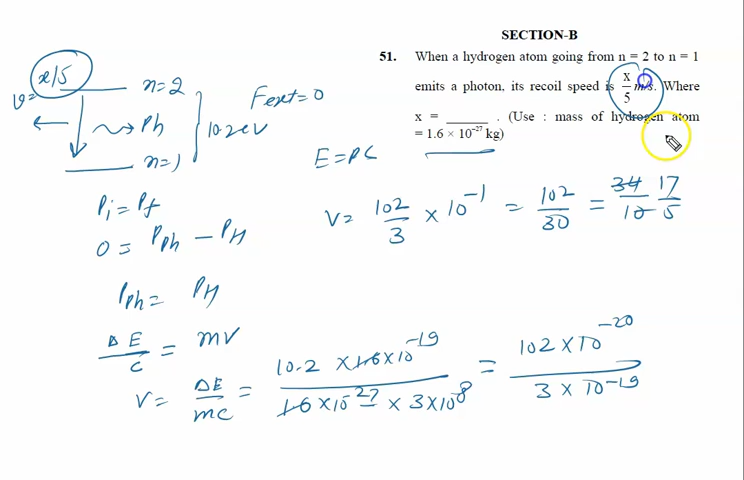 SECTION-B
51. When a hydrogen atom going from n = 2 to n = 1
emits a photon, its recoil speed is x/5 m/s. Where
x = ______ . (Use : mass of hydrogen atom
= 1.6 × 10⁻²⁷ kg)
v = x/5
n=2
Fext = 0
Ph
10.2eV
n=1
E = PC
Pi = Pf
0 = Pph − PH
Pph = PH
ΔE/c = mv
v = ΔE/mc = 10.2 × 1.6 × 10⁻¹⁹ / 1.6 × 10⁻²⁷ × 3 × 10⁸ = 102 × 10⁻²⁰ / 3 × 10⁻¹⁹
V = 102/3 × 10⁻¹ = 102/30 = 34/10 17/5